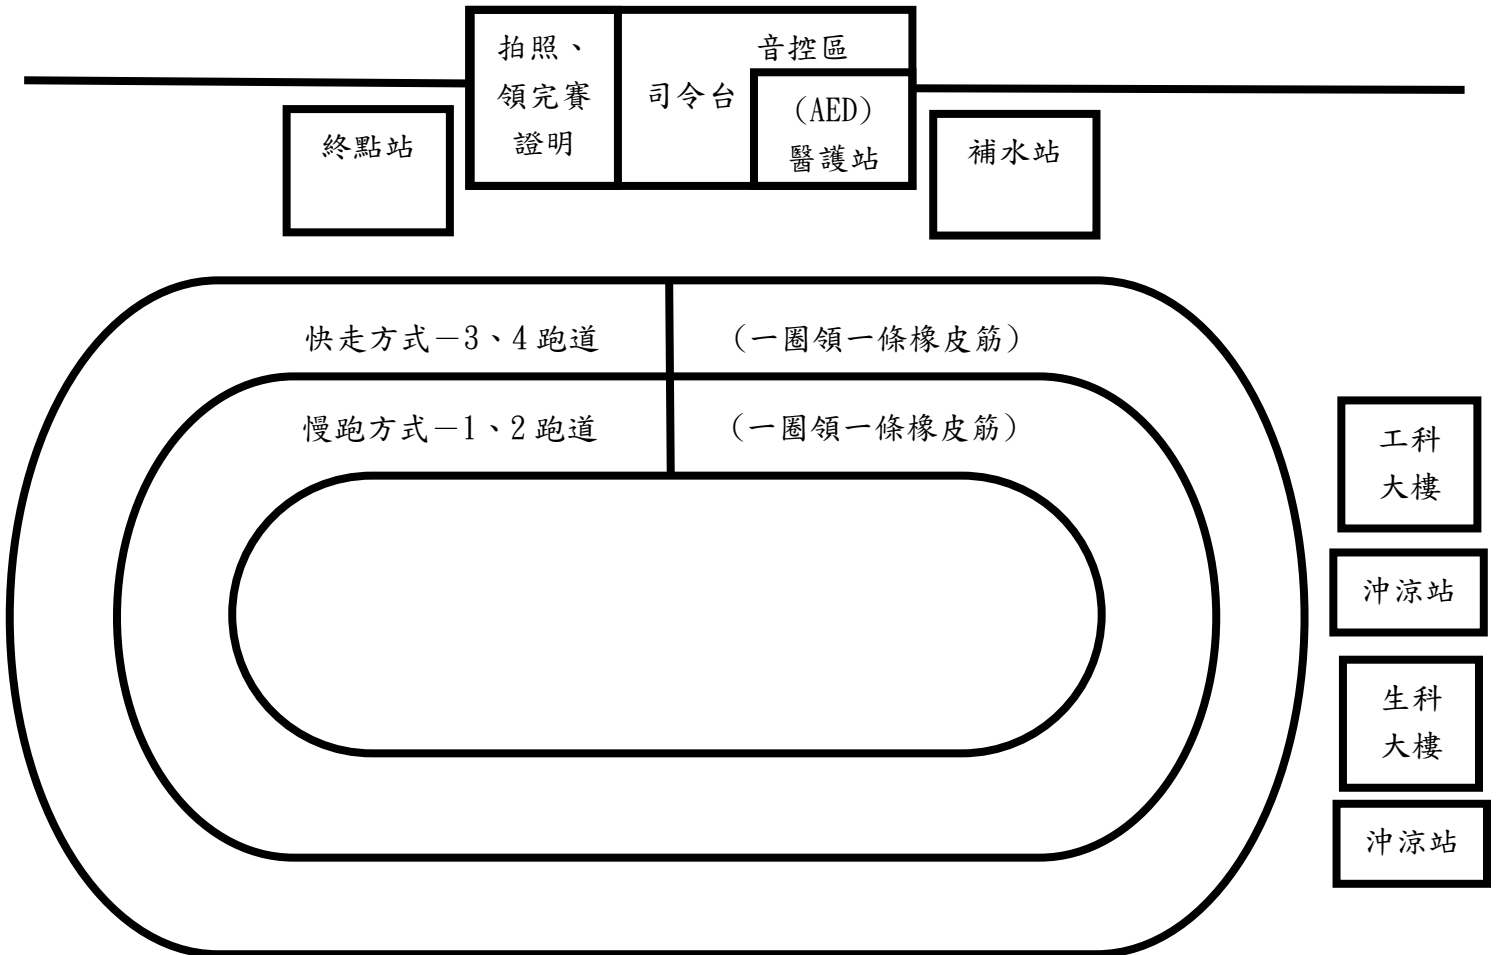 拍照、
領完賽
證明
音控區
司令台
(AED)
醫護站
終點站
補水站
快走方式－3、4 跑道
(一圈領一條橡皮筋)
慢跑方式－1、2 跑道
(一圈領一條橡皮筋)
工科
大樓
沖涼站
生科
大樓
沖涼站